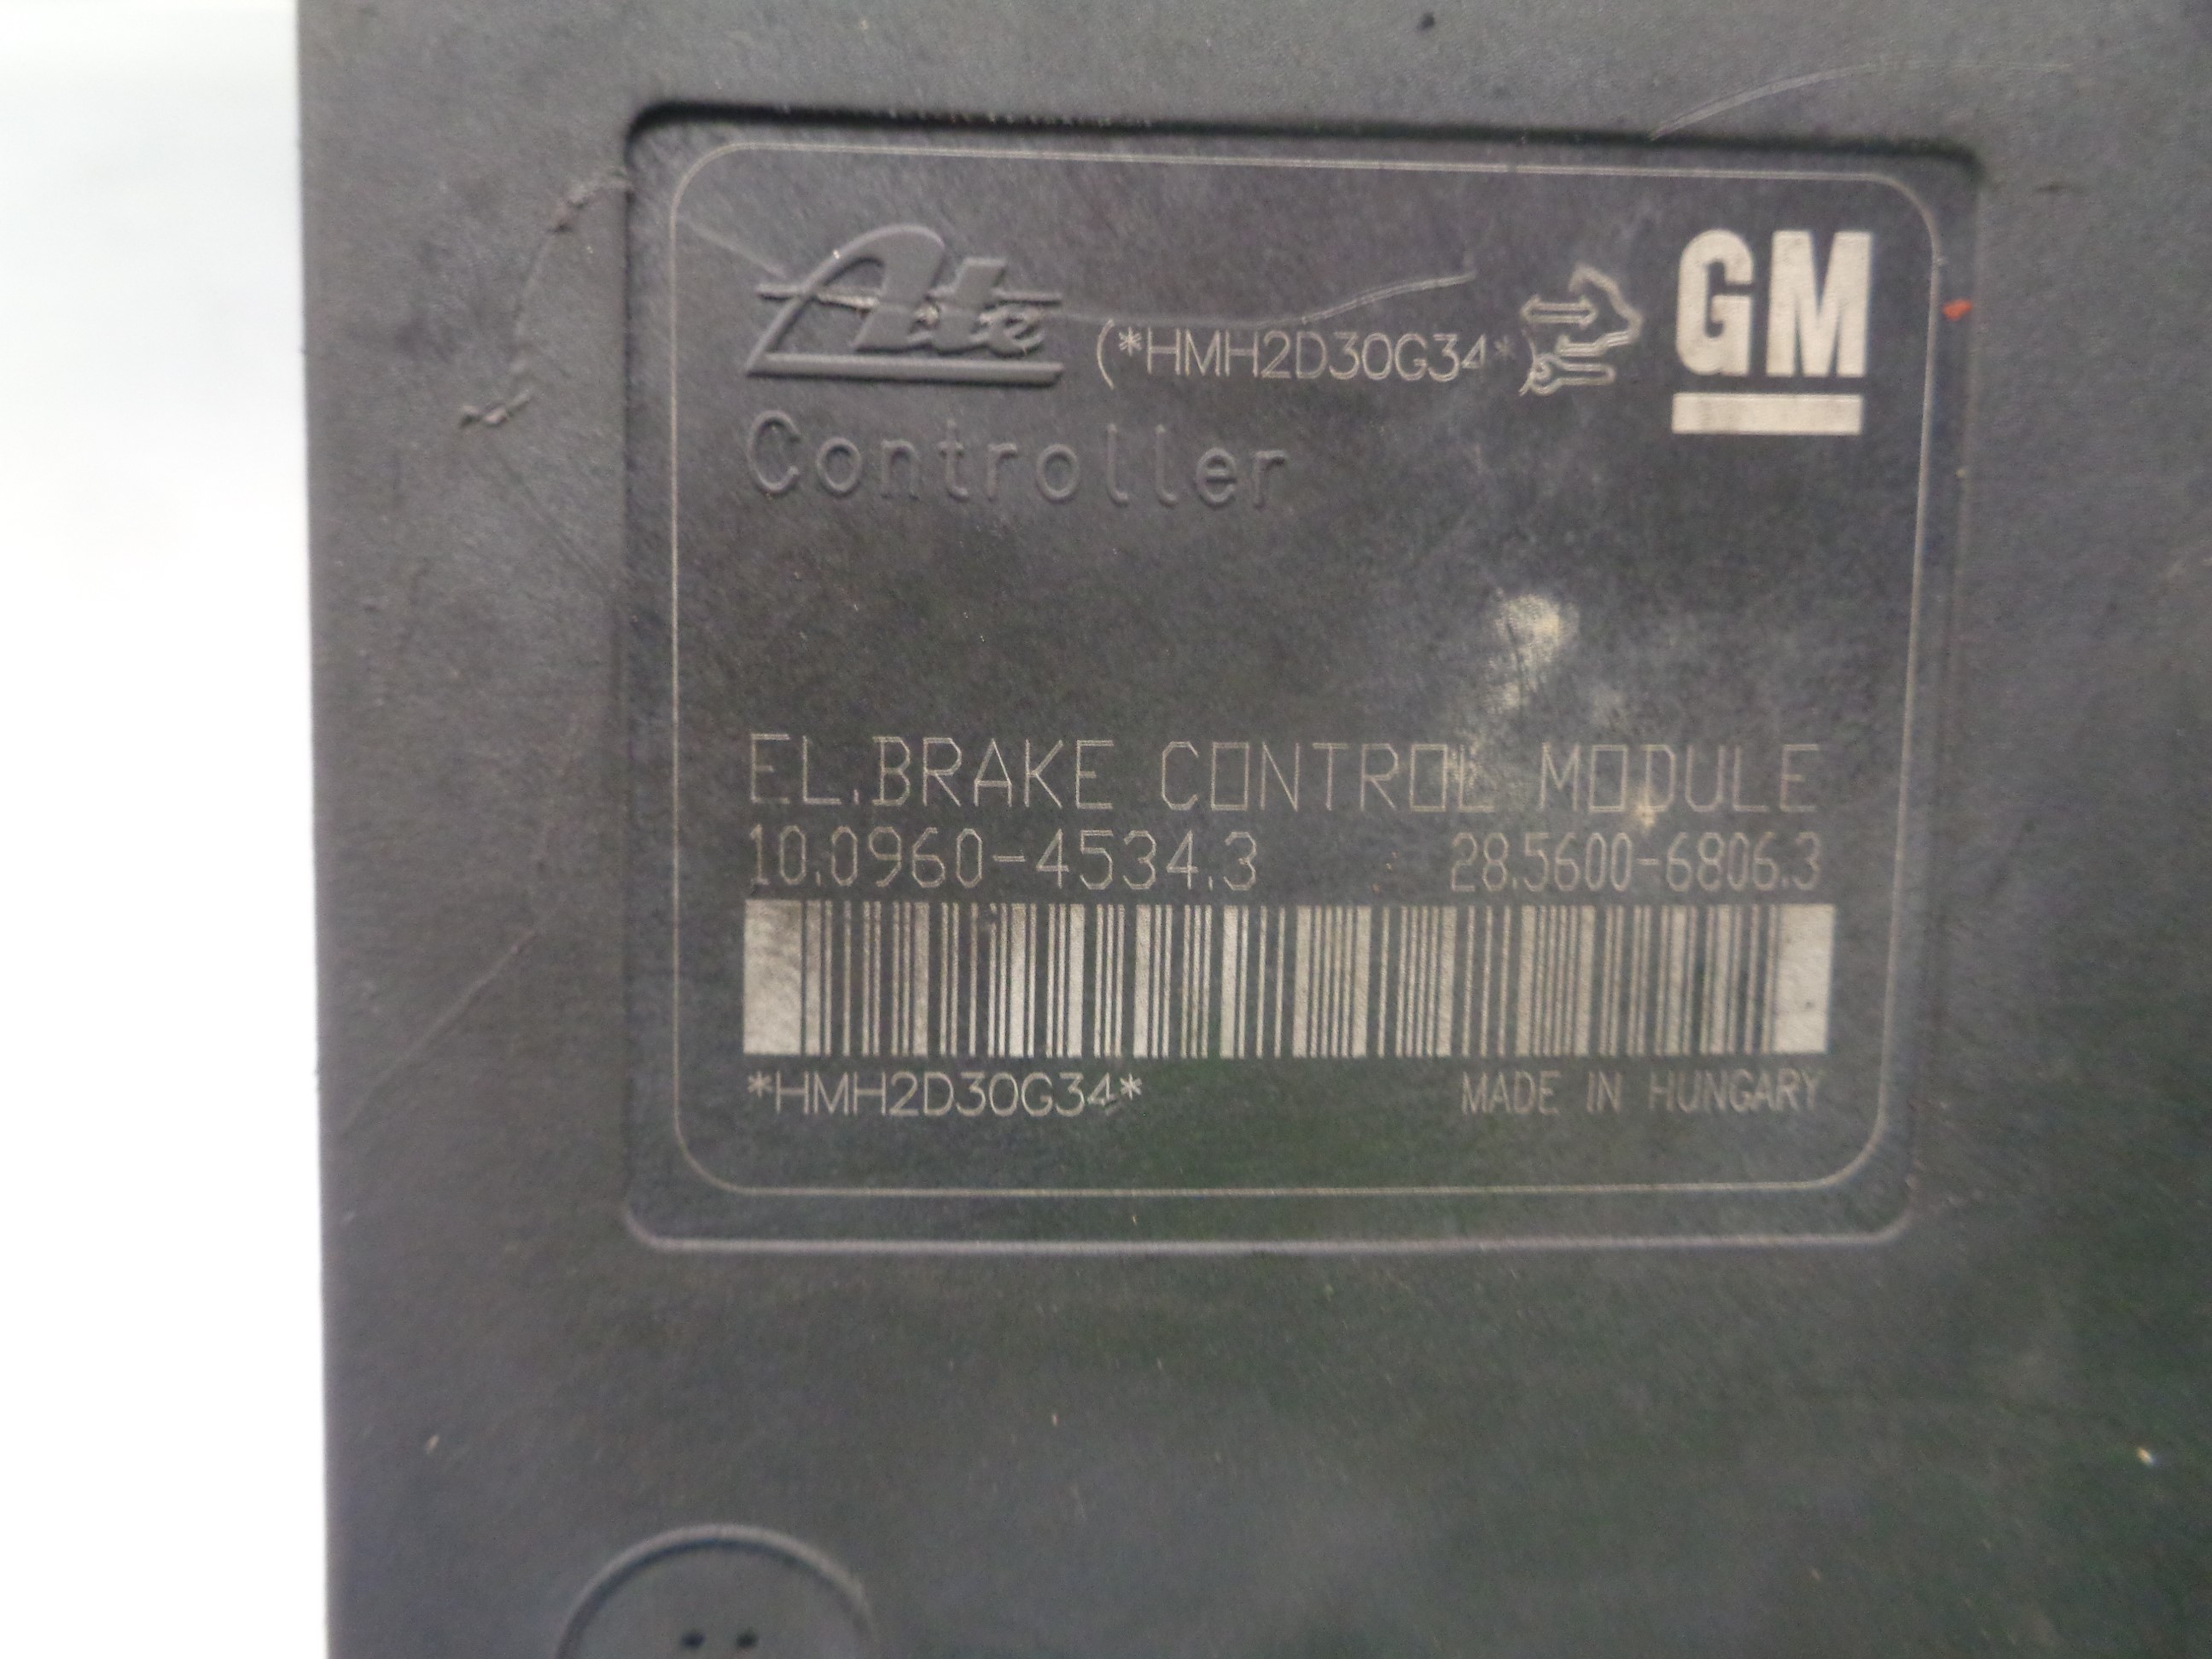 Ate (*HMH2D30G34* GM
Controller
EL.BRAKE CONTROL MODULE
10.0960-4534.3 28.5600-6806.3
*HMH2D30G34* MADE IN HUNGARY